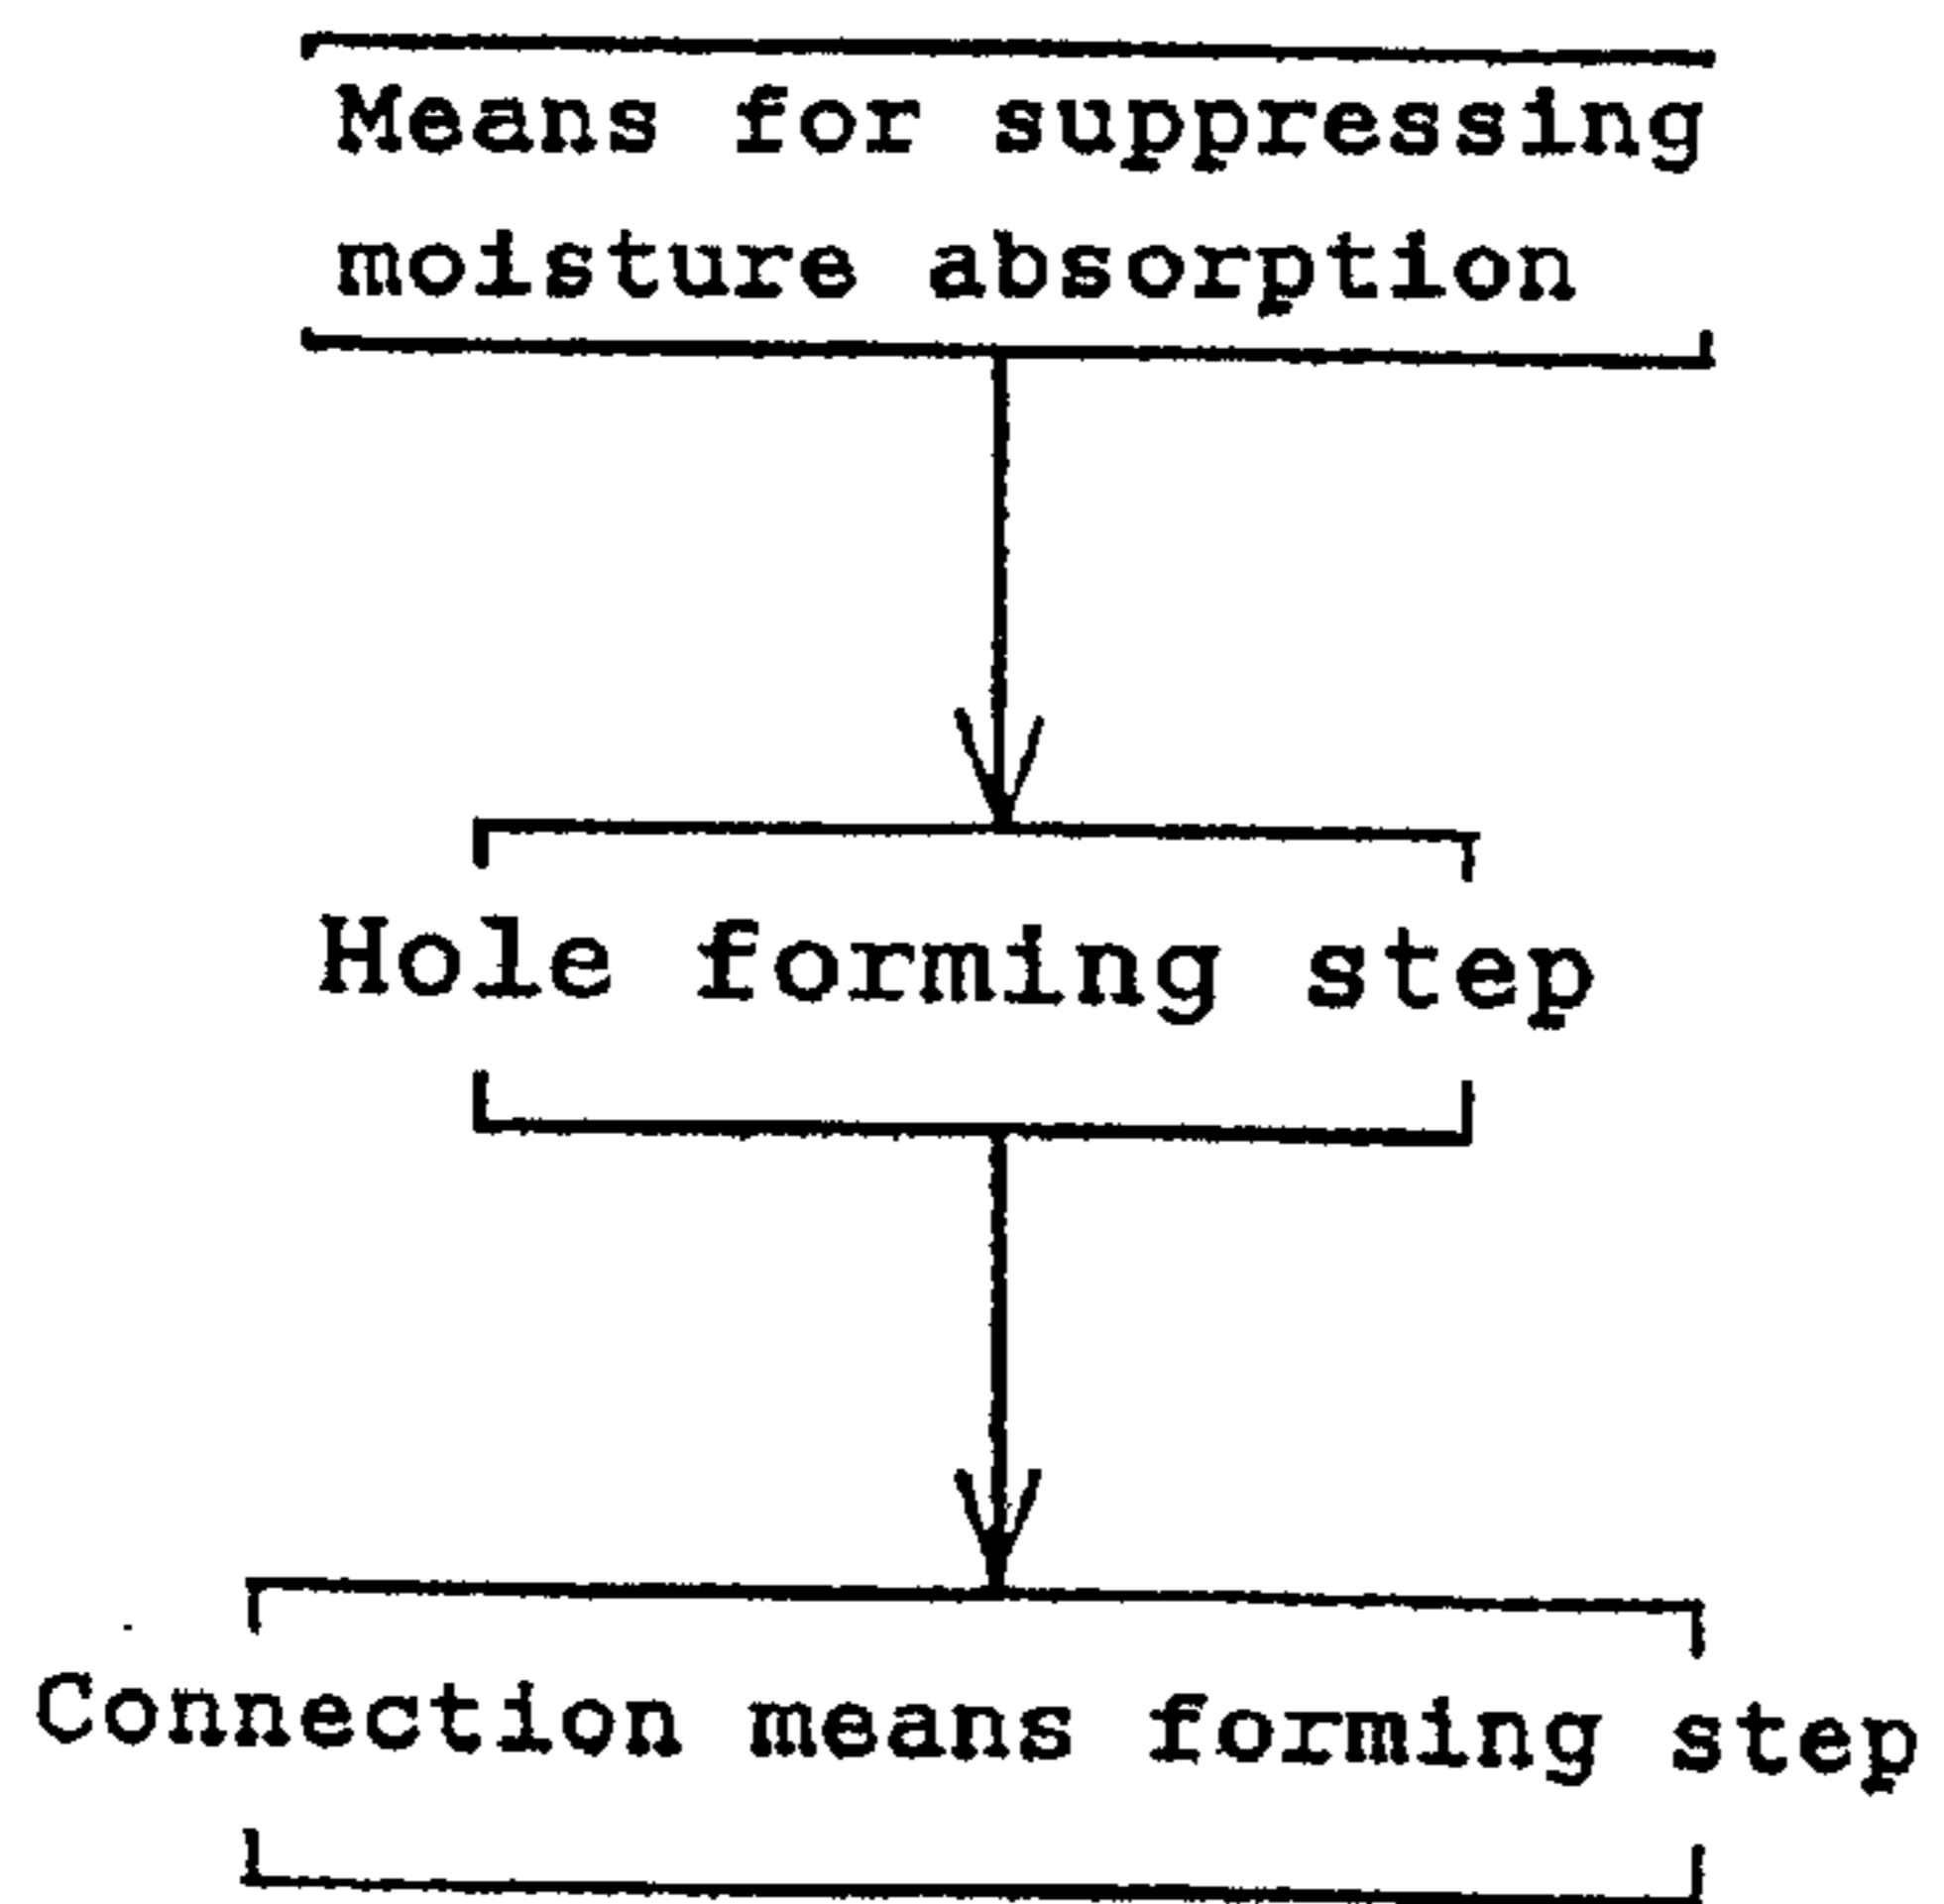 Means for suppressing
moisture absorption
Hole forming step
Connection means forming step